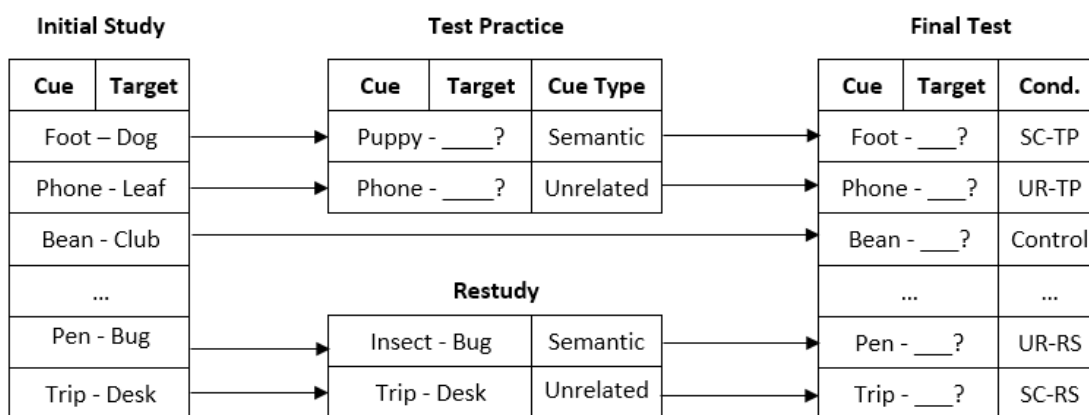 Initial Study Test Practice Final Test
Cue Target Cue Target Cue Type Cue Target Cond.
Foot – Dog Puppy - ____? Semantic Foot - ___? SC-TP
Phone - Leaf Phone - ____? Unrelated Phone - ___? UR-TP
Bean - Club Bean - ___? Control
... Restudy ... ...
Pen - Bug Insect - Bug Semantic Pen - ___? UR-RS
Trip - Desk Trip - Desk Unrelated Trip - ___? SC-RS